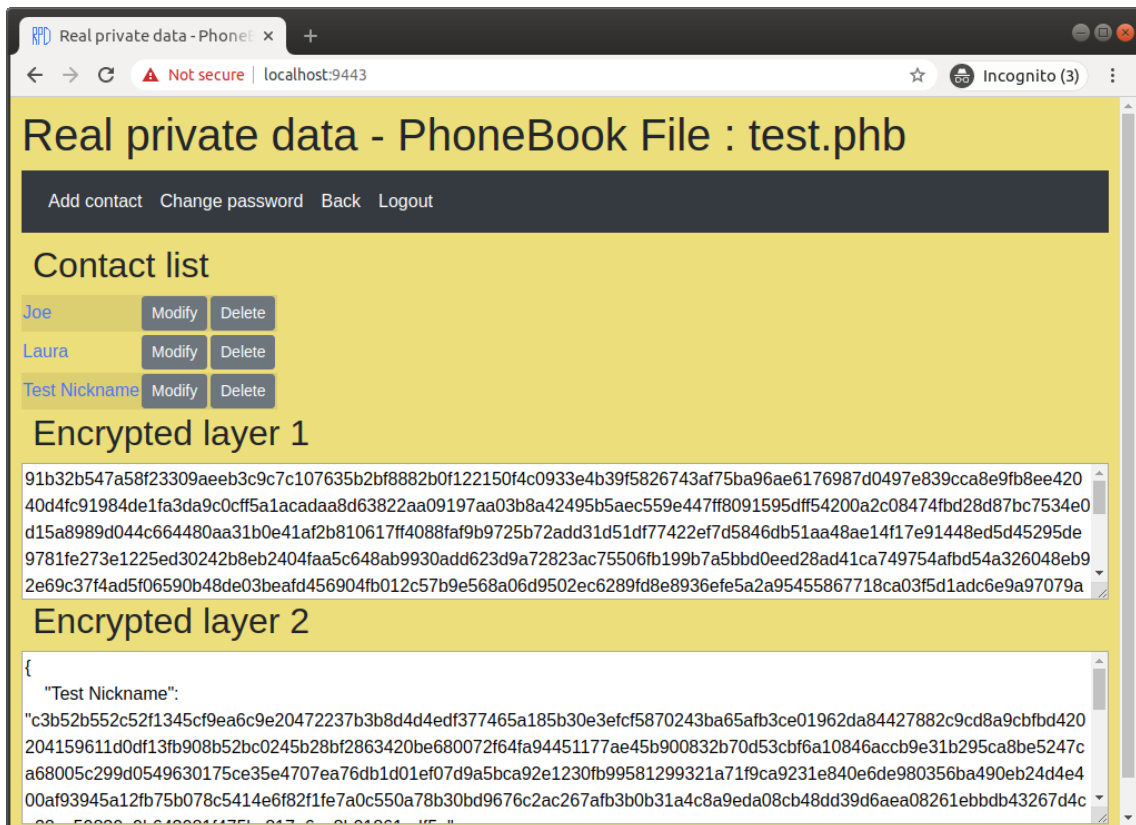 RPD Real private data - PhoneB
Not secure localhost:9443 Incognito (3)
Real private data - PhoneBook File : test.phb
Add contact Change password Back Logout
Contact list
Joe Modify Delete
Laura Modify Delete
Test Nickname Modify Delete
Encrypted layer 1
91b32b547a58f23309aeeb3c9c7c107635b2bf8882b0f122150f4c0933e4b39f5826743af75ba96ae6176987d0497e839cca8e9fb8ee420
40d4fc91984de1fa3da9c0cff5a1acadaa8d63822aa09197aa03b8a42495b5aec559e447ff8091595dff54200a2c08474fbd28d87bc7534e0
d15a8989d044c664480aa31b0e41af2b810617ff4088faf9b9725b72add31d51df77422ef7d5846db51aa48ae14f17e91448ed5d45295de
9781fe273e1225ed30242b8eb2404faa5c648ab9930add623d9a72823ac75506fb199b7a5bbd0eed28ad41ca749754afbd54a326048eb9
2e69c37f4ad5f06590b48de03beafd456904fb012c57b9e568a06d9502ec6289fd8e8936efe5a2a95455867718ca03f5d1adc6e9a97079a
Encrypted layer 2
{
"Test Nickname":
"c3b52b552c52f1345cf9ea6c9e20472237b3b8d4d4edf377465a185b30e3efcf5870243ba65afb3ce01962da84427882c9cd8a9cbfbd420
204159611d0df13fb908b52bc0245b28bf2863420be680072f64fa94451177ae45b900832b70d53cbf6a10846accb9e31b295ca8be5247c
a68005c299d0549630175ce35e4707ea76db1d01ef07d9a5bca92e1230fb99581299321a71f9ca9231e840e6de980356ba490eb24d4e4
00af93945a12fb75b078c5414e6f82f1fe7a0c550a78b30bd9676c2ac267afb3b0b31a4c8a9eda08cb48dd39d6aea08261ebbdb43267d4c